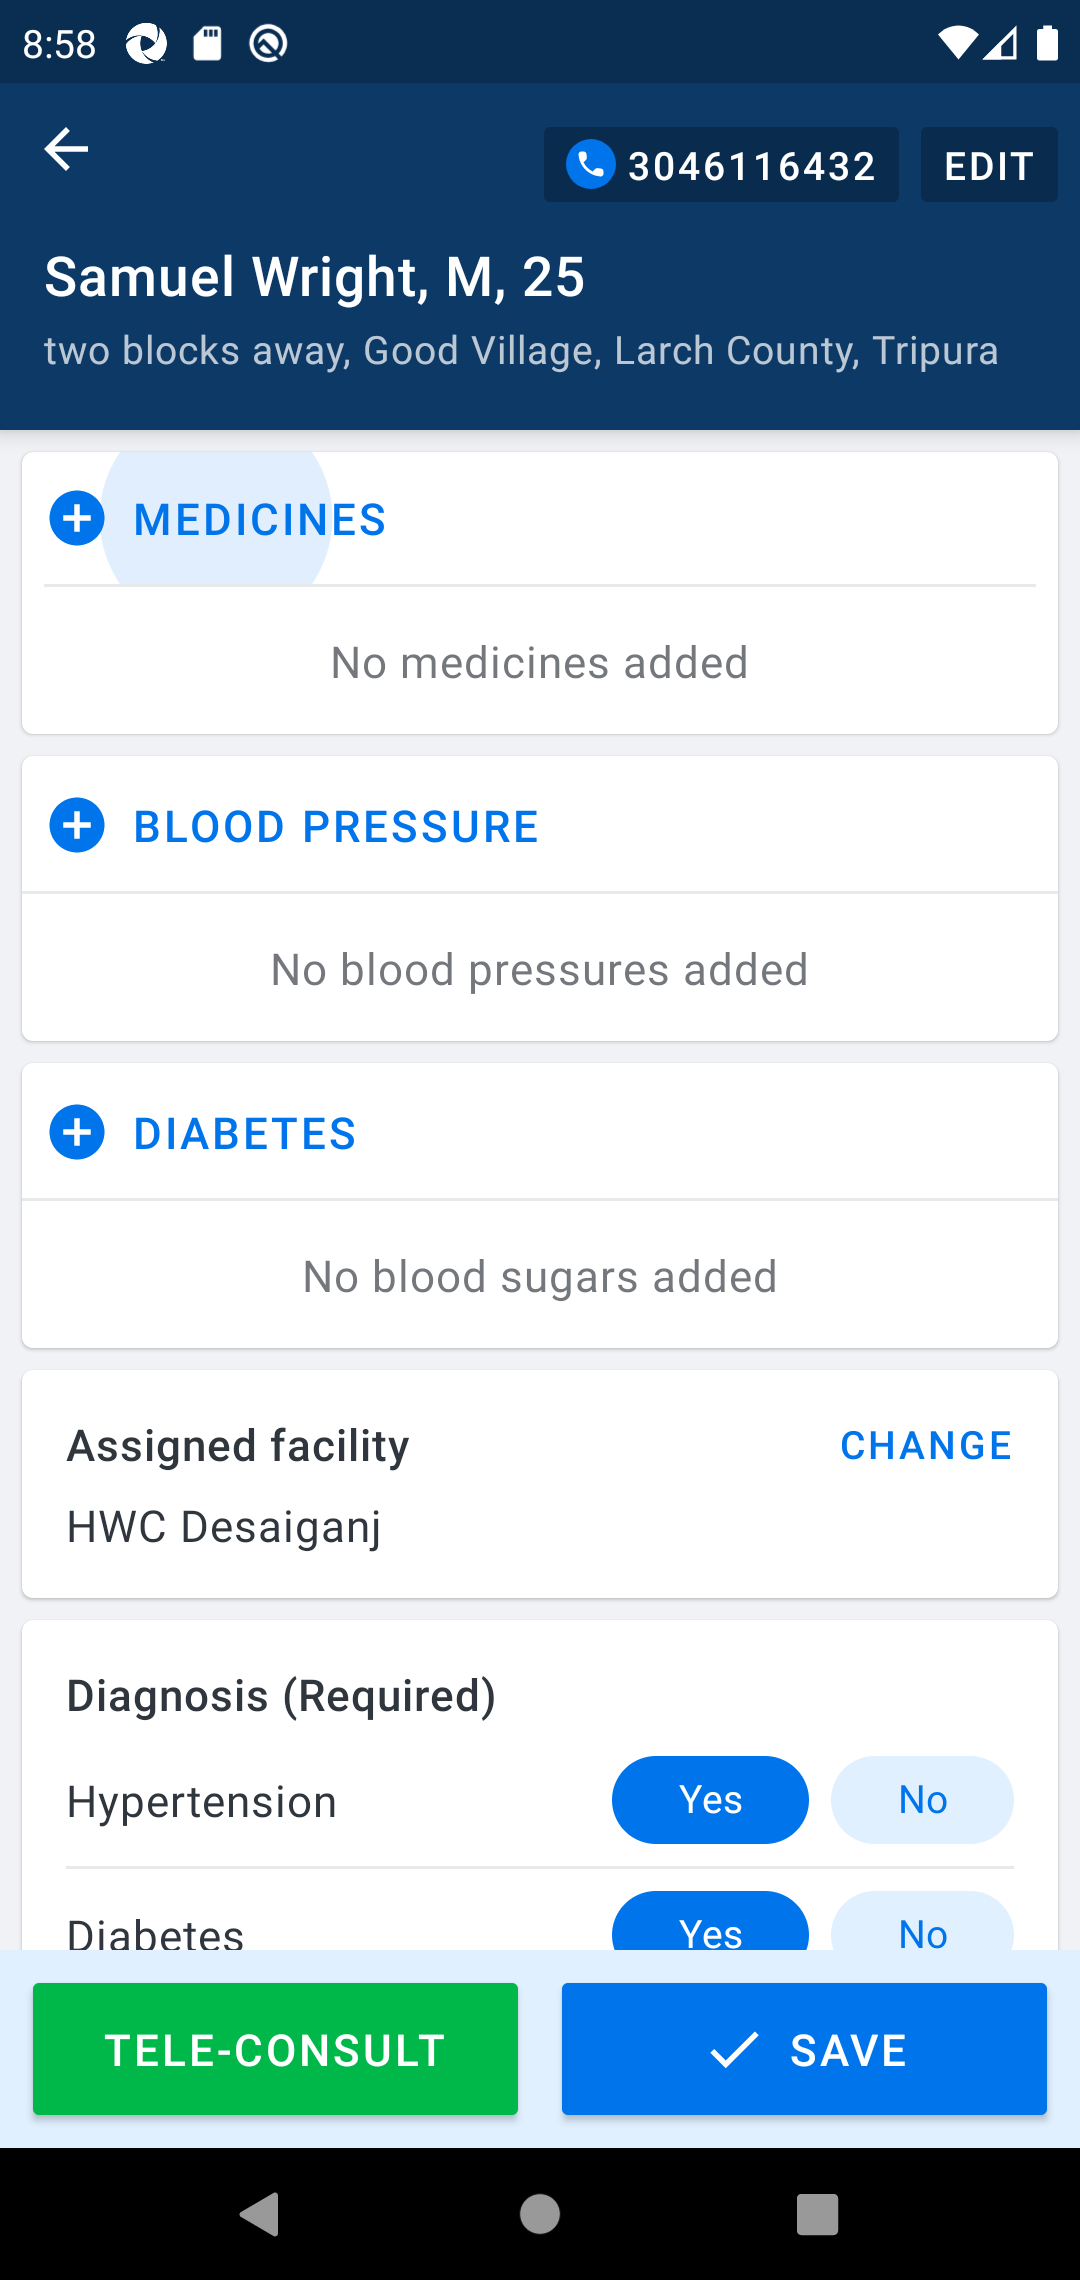 8:58
3046116432
EDIT
Samuel Wright, M, 25
two blocks away, Good Village, Larch County, Tripura
MEDICINES
No medicines added
BLOOD PRESSURE
No blood pressures added
DIABETES
No blood sugars added
Assigned facility
CHANGE
HWC Desaiganj
Diagnosis (Required)
Hypertension
Yes
No
Diabetes
Yes
No
TELE-CONSULT
SAVE